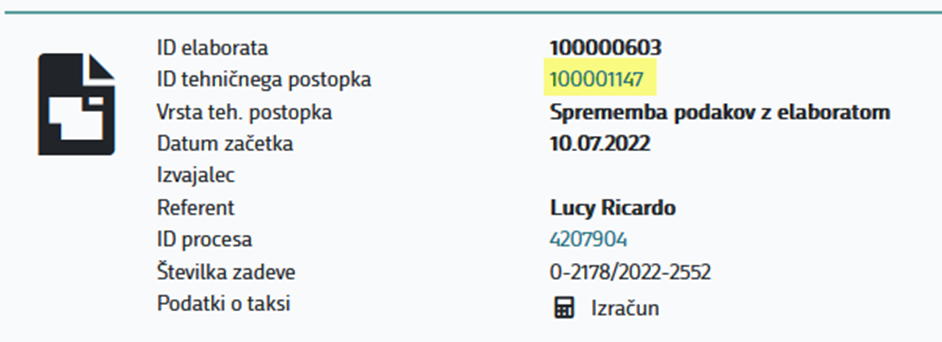 ID elaborata 100000603
ID tehničnega postopka 100001147
Vrsta teh. postopka Sprememba podakov z elaboratom
Datum začetka 10.07.2022
Izvajalec
Referent Lucy Ricardo
ID procesa 4207904
Številka zadeve 0-2178/2022-2552
Podatki o taksi Izračun